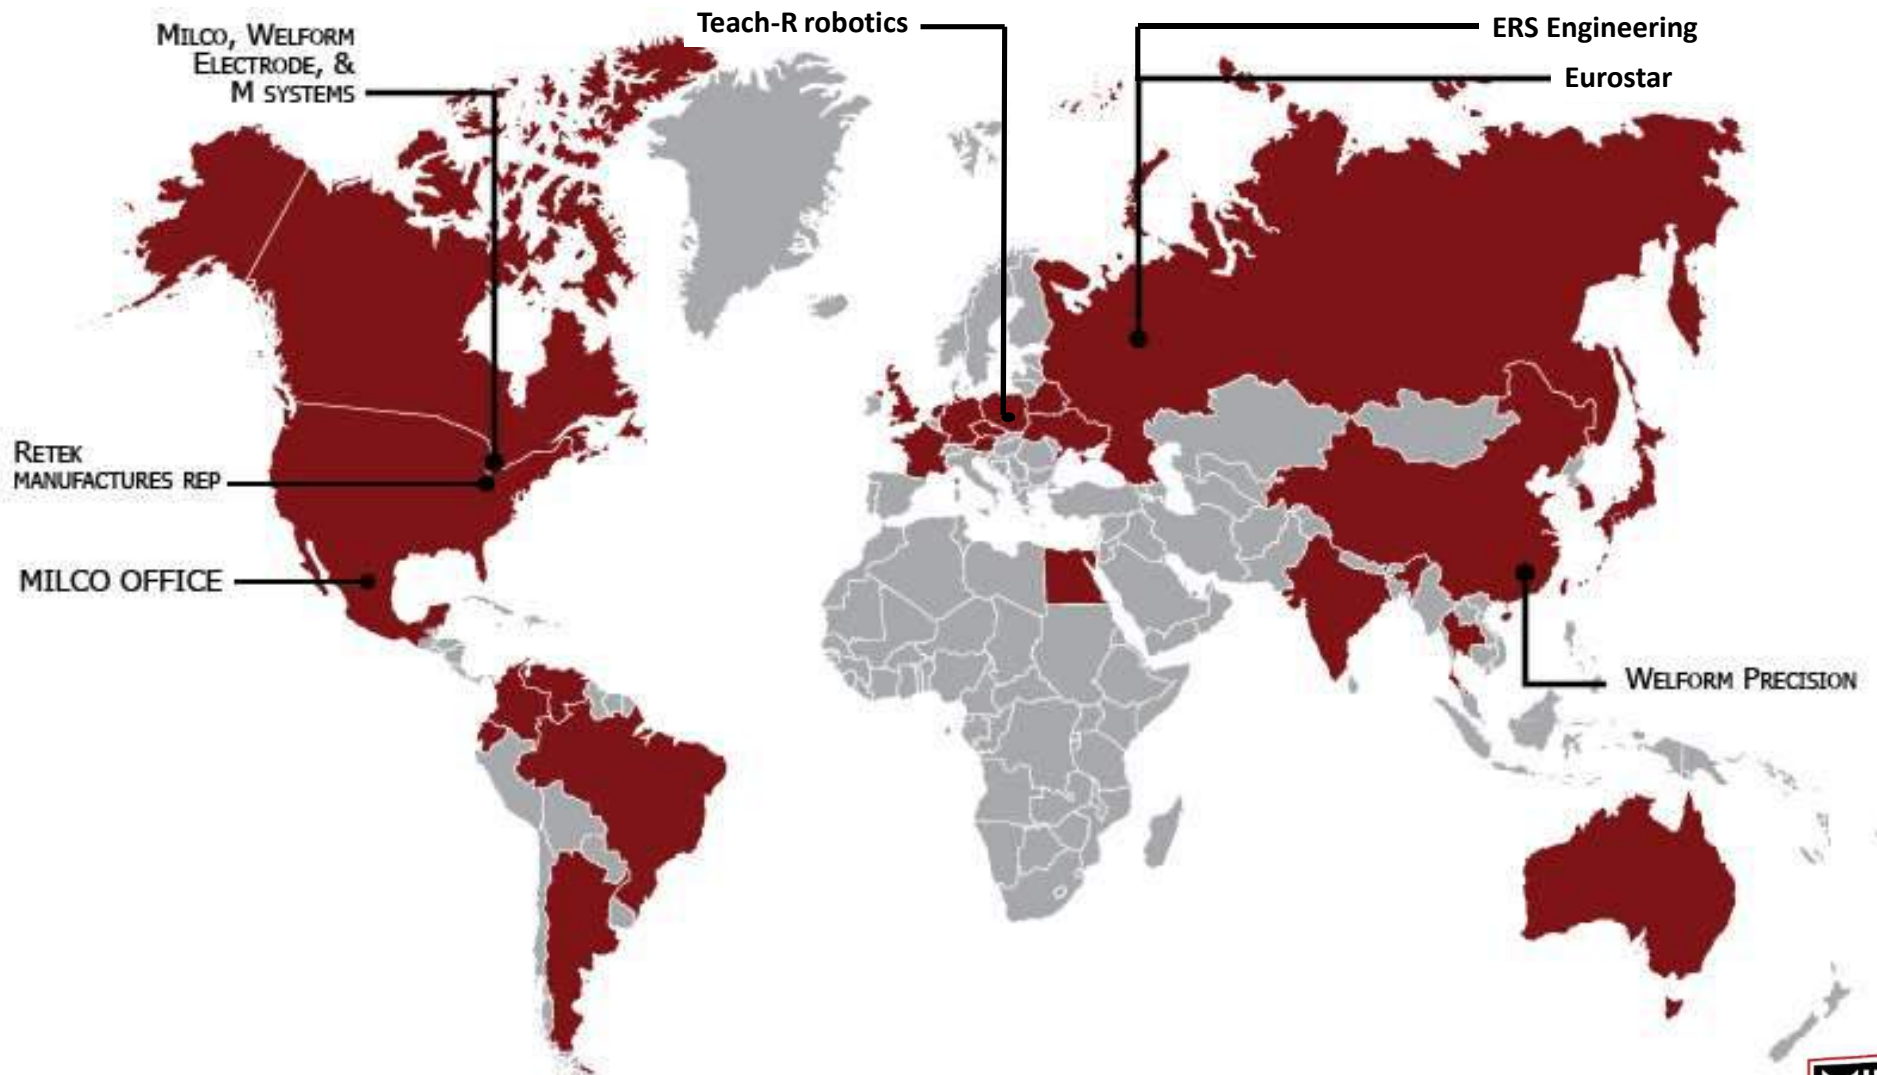 Teach-R robotics
ERS Engineering
Eurostar
MILCO, WELFORM
ELECTRODE, &
M SYSTEMS
RETEK
MANUFACTURES REP
MILCO OFFICE
WELFORM PRECISION